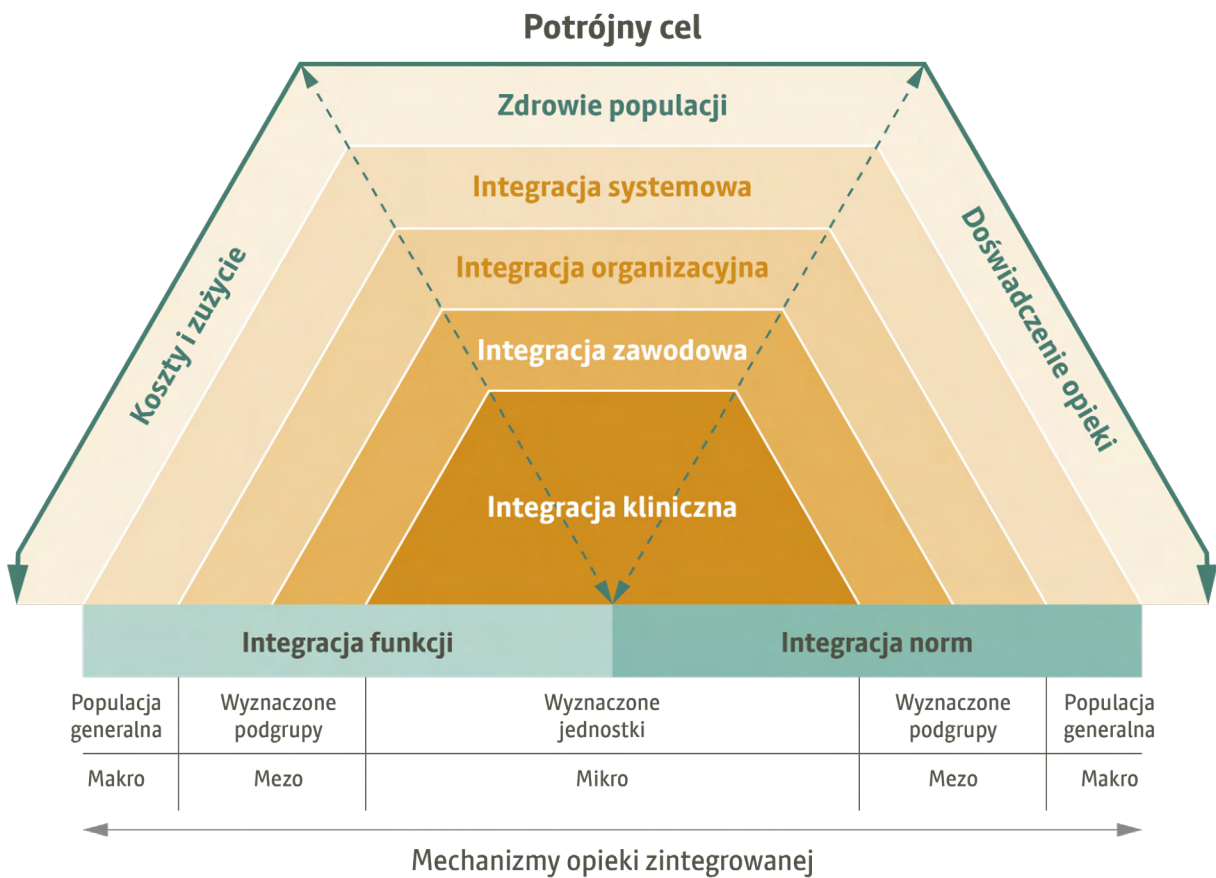 Potrójny cel
Zdrowie populacji
Integracja systemowa
Integracja organizacyjna
Integracja zawodowa
Integracja kliniczna
Koszty i zużycie
Doświadczenie opieki
Integracja funkcji
Integracja norm
Populacja
generalna
Wyznaczone
podgrupy
Wyznaczone
jednostki
Wyznaczone
podgrupy
Populacja
generalna
Makro
Mezo
Mikro
Mezo
Makro
Mechanizmy opieki zintegrowanej